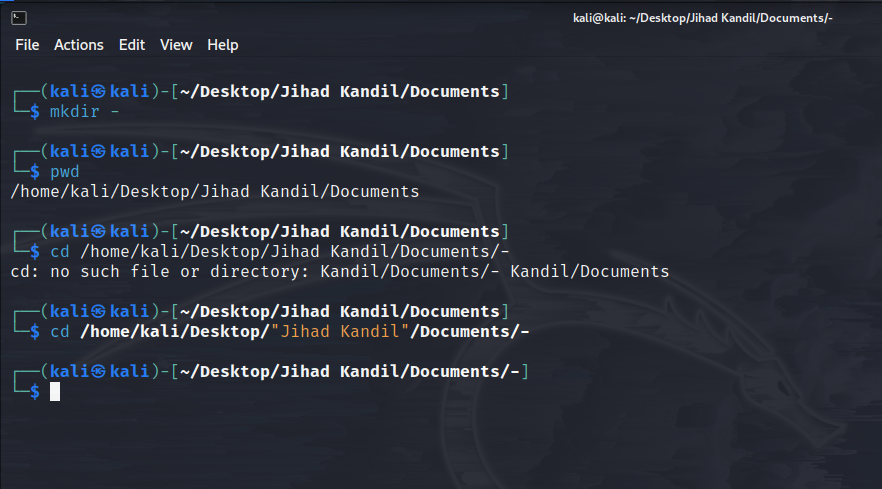 kali@kali: ~/Desktop/Jihad Kandil/Documents/-
File Actions Edit View Help
┌──(kali㉿kali)-[~/Desktop/Jihad Kandil/Documents]
└─$ mkdir -
┌──(kali㉿kali)-[~/Desktop/Jihad Kandil/Documents]
└─$ pwd
/home/kali/Desktop/Jihad Kandil/Documents
┌──(kali㉿kali)-[~/Desktop/Jihad Kandil/Documents]
└─$ cd /home/kali/Desktop/Jihad Kandil/Documents/-
cd: no such file or directory: Kandil/Documents/- Kandil/Documents
┌──(kali㉿kali)-[~/Desktop/Jihad Kandil/Documents]
└─$ cd /home/kali/Desktop/"Jihad Kandil"/Documents/-
┌──(kali㉿kali)-[~/Desktop/Jihad Kandil/Documents/-]
└─$